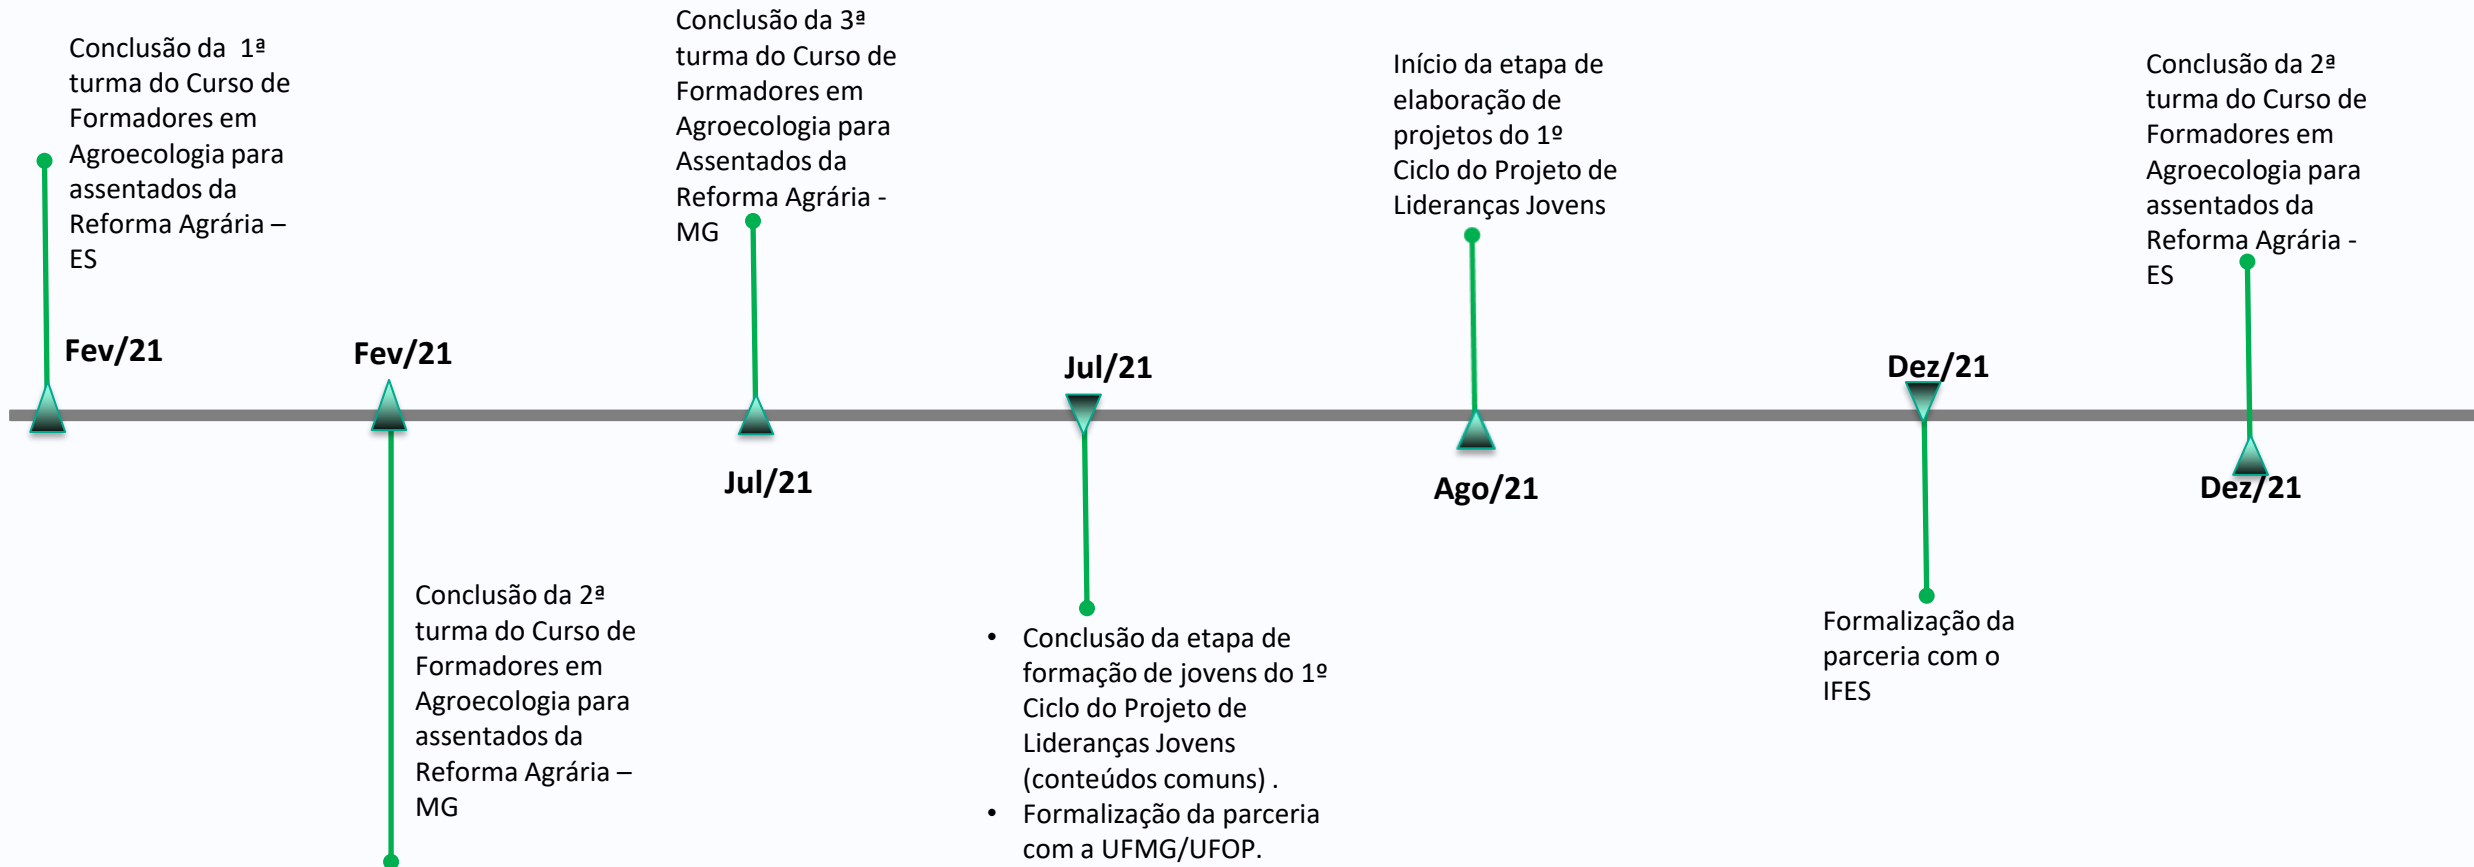 Conclusão da  1ª
turma do Curso de
Formadores em
Agroecologia para
assentados da
Reforma Agrária –
ES
Fev/21
Fev/21
Conclusão da 2ª
turma do Curso de
Formadores em
Agroecologia para
assentados da
Reforma Agrária –
MG
Conclusão da 3ª
turma do Curso de
Formadores em
Agroecologia para
Assentados da
Reforma Agrária -
MG
Jul/21
Jul/21
• Conclusão da etapa de
formação de jovens do 1º
Ciclo do Projeto de
Lideranças Jovens
(conteúdos comuns) .
• Formalização da parceria
com a UFMG/UFOP.
Início da etapa de
elaboração de
projetos do 1º
Ciclo do Projeto de
Lideranças Jovens
Ago/21
Dez/21
Formalização da
parceria com o
IFES
Conclusão da 2ª
turma do Curso de
Formadores em
Agroecologia para
assentados da
Reforma Agrária -
ES
Dez/21